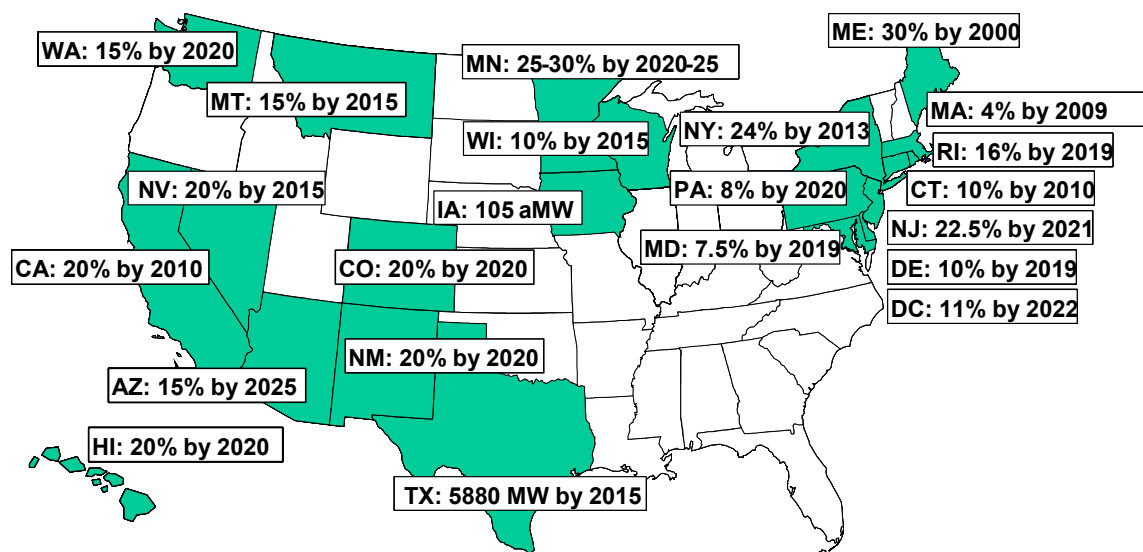 ME: 30% by 2000
WA: 15% by 2020
MN: 25-30% by 2020-25
MT: 15% by 2015
MA: 4% by 2009
WI: 10% by 2015
NY: 24% by 2013
RI: 16% by 2019
NV: 20% by 2015
PA: 8% by 2020
CT: 10% by 2010
IA: 105 aMW
NJ: 22.5% by 2021
MD: 7.5% by 2019
CA: 20% by 2010
CO: 20% by 2020
DE: 10% by 2019
DC: 11% by 2022
NM: 20% by 2020
AZ: 15% by 2025
HI: 20% by 2020
TX: 5880 MW by 2015